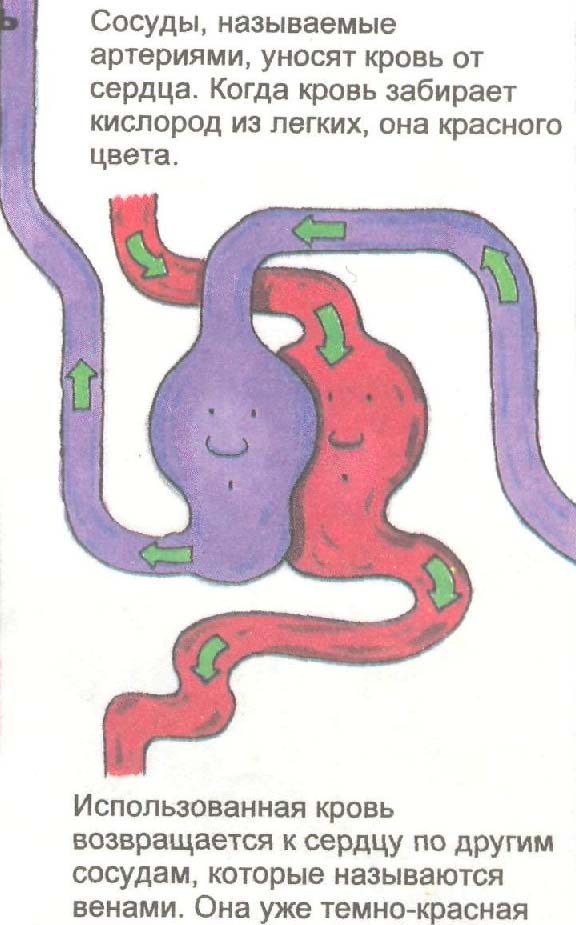 ь
Сосуды, называемые
артериями, уносят кровь от
сердца. Когда кровь забирает
кислород из легких, она красного
цвета.
Использованная кровь
возвращается к сердцу по другим
сосудам, которые называются
венами. Она уже темно-красная